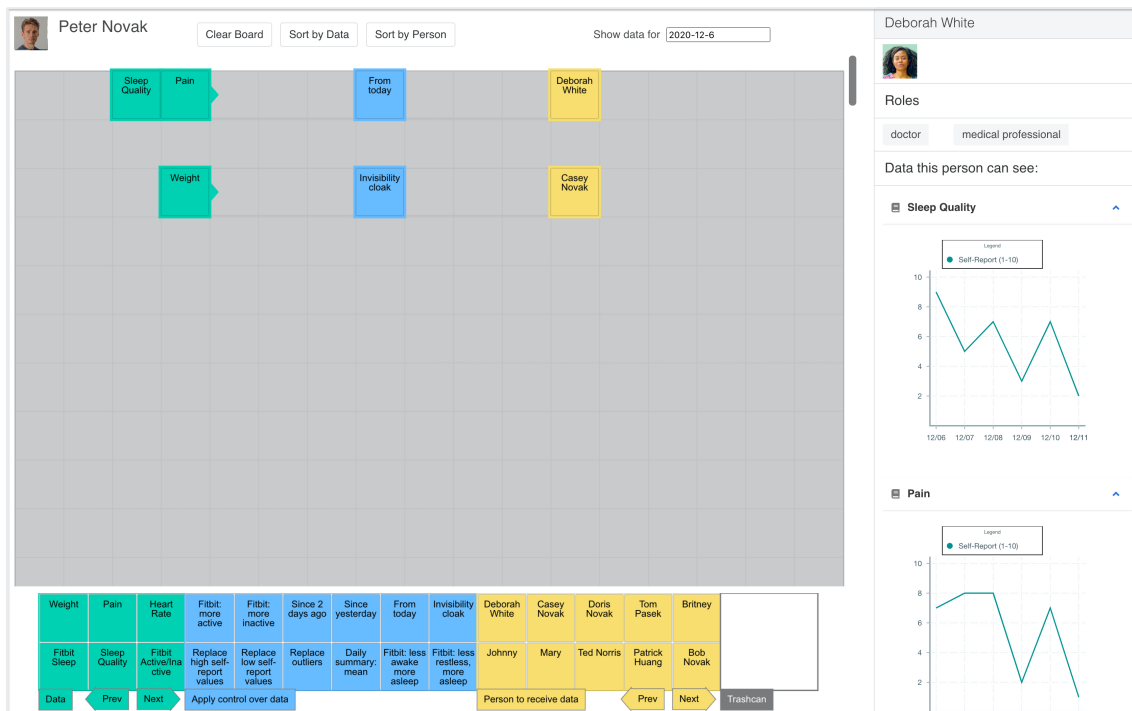 Peter Novak
Clear Board
Sort by Data
Sort by Person
Show data for
2020-12-6
Sleep
Quality
Pain
From
today
Deborah
White
Weight
Invisibility
cloak
Casey
Novak
Weight
Pain
Heart
Rate
Fitbit:
more
active
Fitbit:
more
inactive
Since 2
days ago
Since
yesterday
From
today
Invisibility
cloak
Deborah
White
Casey
Novak
Doris
Novak
Tom
Pasek
Britney
Fitbit
Sleep
Sleep
Quality
Fitbit
Active/Ina
ctive
Replace
high self-
report
values
Replace
low self-
report
values
Replace
outliers
Daily
summary:
mean
Fitbit: less
awake
more
asleep
Fitbit: less
restless,
more
asleep
Johnny
Mary
Ted Norris
Patrick
Huang
Bob
Novak
Data
Prev
Next
Apply control over data
Person to receive data
Prev
Next
Trashcan
Deborah White
Roles
doctor
medical professional
Data this person can see:
Sleep Quality
Legend
Self-Report (1-10)
10
8
6
4
2
12/06 12/07 12/08 12/09 12/10 12/11
Pain
Legend
Self-Report (1-10)
10
8
6
4
2